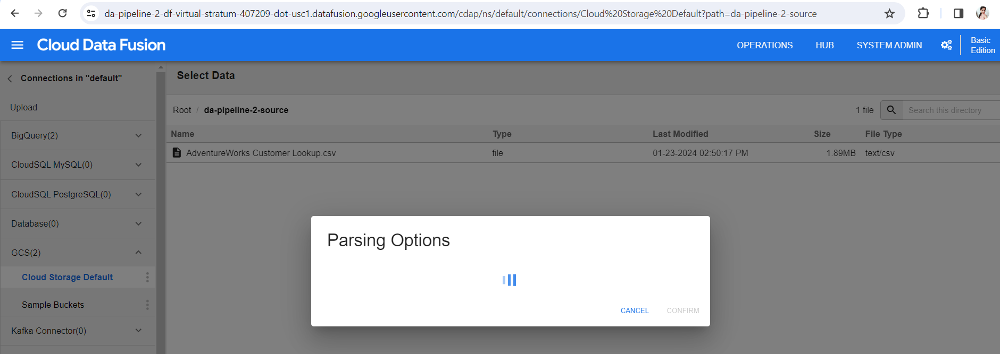 da-pipeline-2-df-virtual-stratum-407209-dot-usc1.datafusion.googleusercontent.com/cdap/ns/default/connections/Cloud%20Storage%20Default?path=da-pipeline-2-source
Cloud Data Fusion
OPERATIONS
HUB
SYSTEM ADMIN
Basic
Edition
Connections in "default"
Upload
BigQuery(2)
CloudSQL MySQL(0)
CloudSQL PostgreSQL(0)
Database(0)
GCS(2)
Cloud Storage Default
Sample Buckets
Kafka Connector(0)
Select Data
Root / da-pipeline-2-source
1 file
Search this directory
Name Type Last Modified Size File Type
AdventureWorks Customer Lookup.csv file 01-23-2024 02:50:17 PM 1.89MB text/csv
Parsing Options
CANCEL CONFIRM